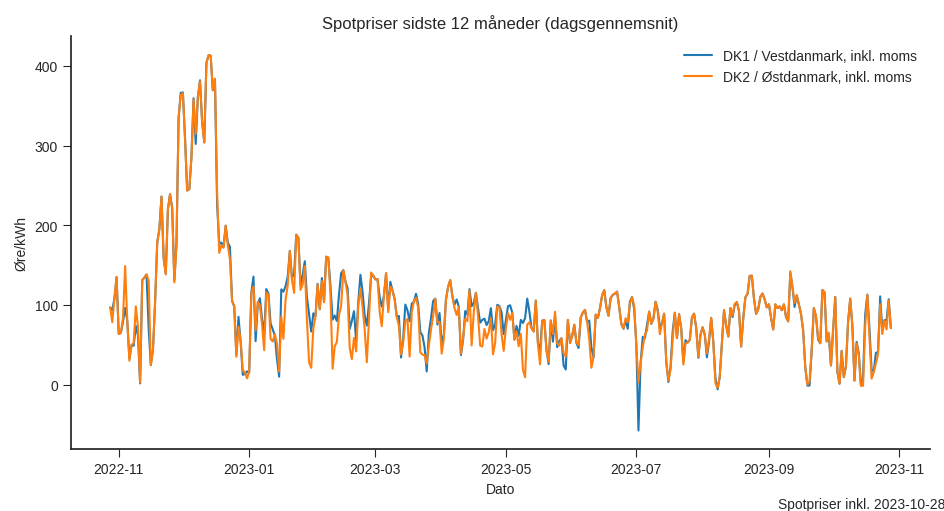 Spotpriser sidste 12 måneder (dagsgennemsnit)
DK1 / Vestdanmark, inkl. moms
DK2 / Østdanmark, inkl. moms
Øre/kWh
400
300
200
100
0
2022-11 2023-01 2023-03 2023-05 2023-07 2023-09 2023-11
Dato
Spotpriser inkl. 2023-10-28